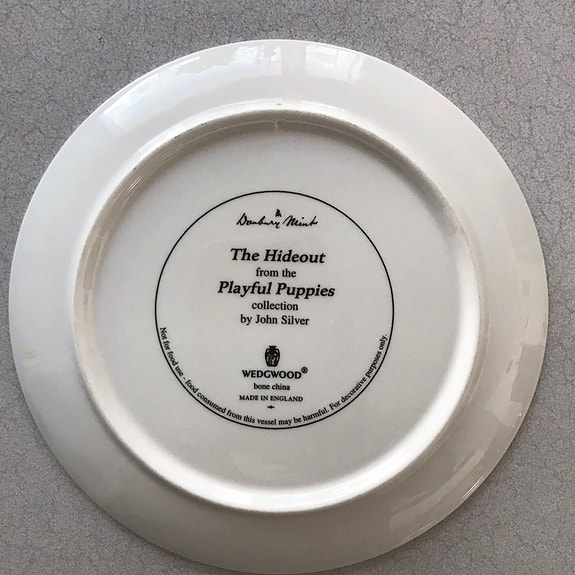 Danbury Mint
The Hideout
from the
Playful Puppies
collection
by John Silver
WEDGWOOD®
bone china
MADE IN ENGLAND
Not for food use - food consumed from this vessel may be harmful. For decorative purposes only.